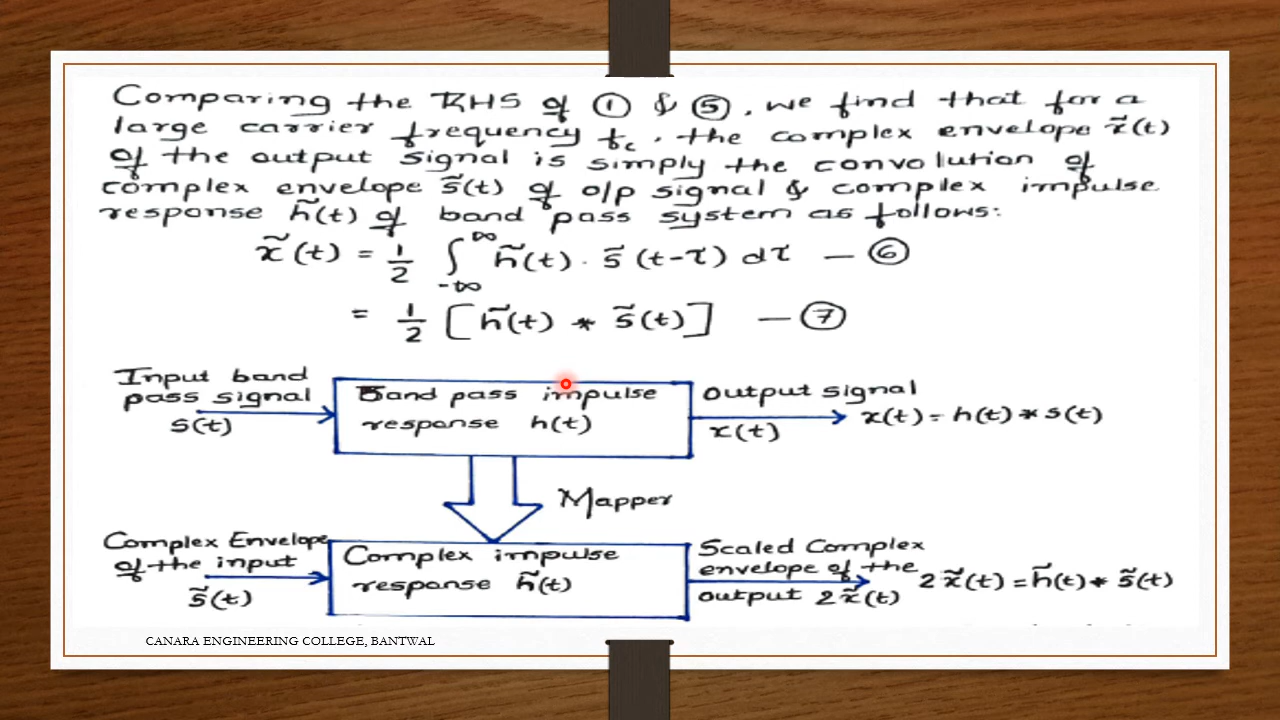 Comparing the RHS of ① & ⑤, we find that for a
large carrier frequency fc, the complex envelope x̃(t)
of the output signal is simply the convolution of
complex envelope s̃(t) of o/p signal & complex impulse
response h̃(t) of band pass system as follows:
x̃(t) = 1/2 ∫_{-∞}^{∞} h̃(t) . s̃(t-τ) dτ — ⑥
= 1/2 [h̃(t) * s̃(t)] — ⑦
Input band
pass signal
s(t)
Band pass impulse
response h(t)
Output signal
x(t)
x(t) = h(t) * s(t)
Mapper
Complex Envelope
of the input
s̃(t)
Complex impulse
response h̃(t)
Scaled Complex
envelope of the
output 2x̃(t)
2x̃(t) = h̃(t) * s̃(t)
CANARA ENGINEERING COLLEGE, BANTWAL